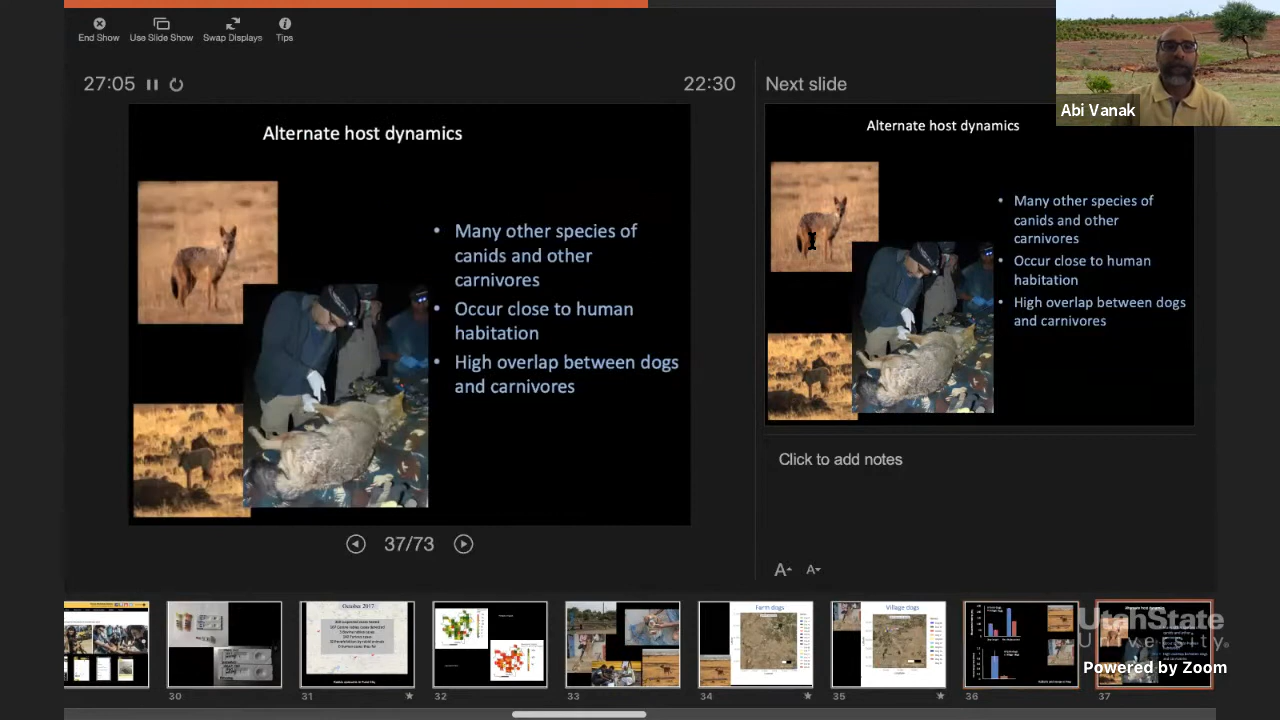 End Show
Use Slide Show
Swap Displays
Tips
27:05
22:30
Next slide
Abi Vanak
Alternate host dynamics
• Many other species of
canids and other
carnivores
• Occur close to human
habitation
• High overlap between dogs
and carnivores
Alternate host dynamics
• Many other species of
canids and other
carnivores
• Occur close to human
habitation
• High overlap between dogs
and carnivores
Click to add notes
37/73
A A
October 2017
Farm dogs
Village dogs
UtahState
University®
Powered by Zoom
30
31
32
33
34
35
36
37